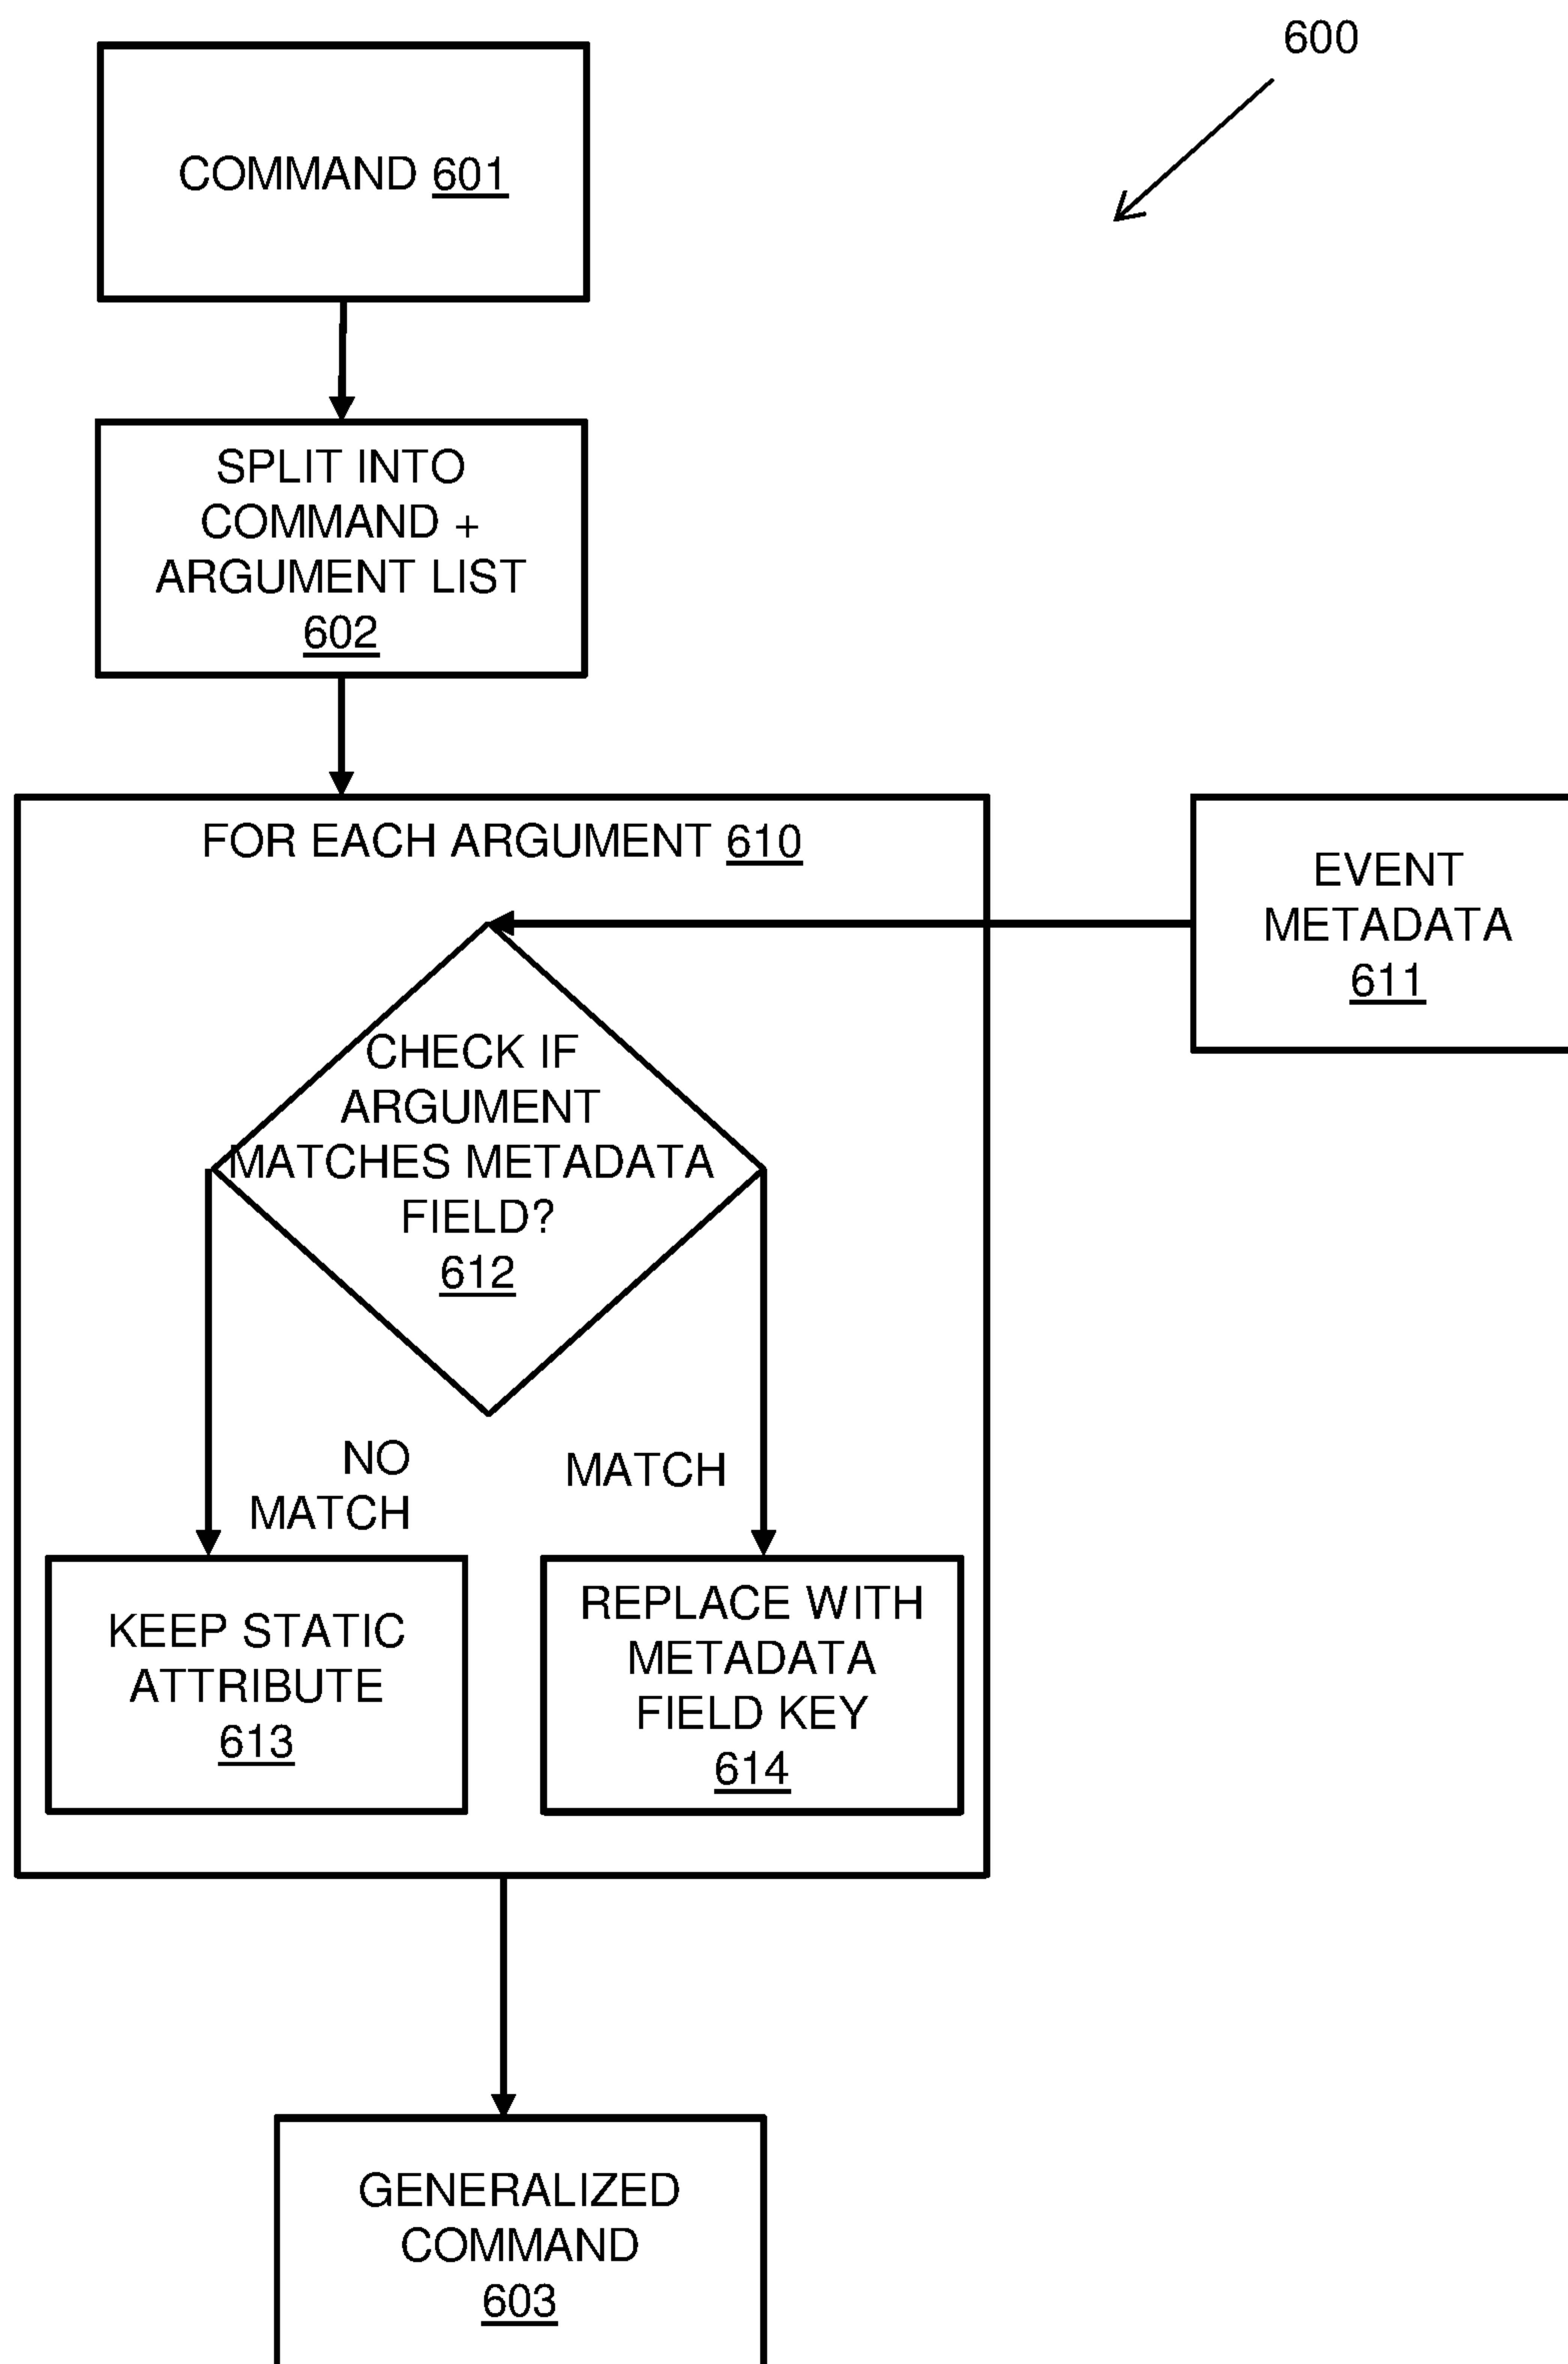 600
COMMAND 601
SPLIT INTO
COMMAND +
ARGUMENT LIST
602
FOR EACH ARGUMENT 610
EVENT
METADATA
611
CHECK IF
ARGUMENT
MATCHES METADATA
FIELD?
612
NO
MATCH
MATCH
KEEP STATIC
ATTRIBUTE
613
REPLACE WITH
METADATA
FIELD KEY
614
GENERALIZED
COMMAND
603